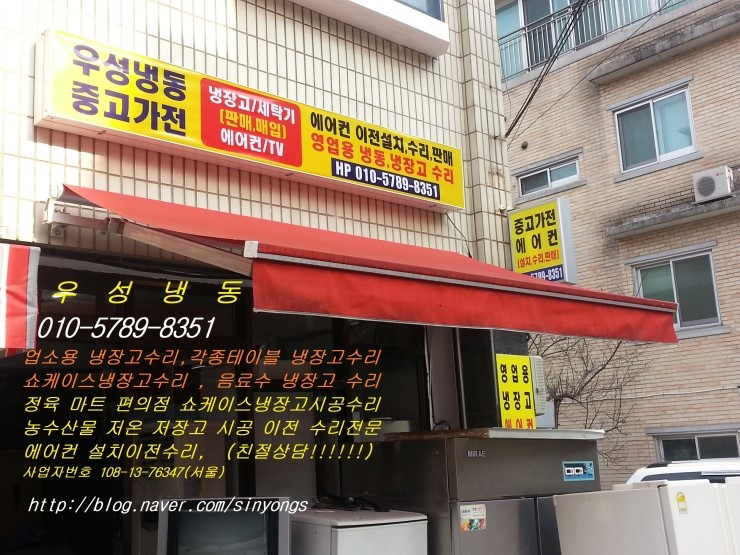 우성냉동
중고가전
냉장고/세탁기
(판매,매입)
에어컨/TV
에어컨 이전설치,수리,판매
영업용 냉동,냉장고 수리
HP 010-5789-8351
중고가전
에어컨
(설치,수리,판매)
5789-8351
우 성 냉 동
010-5789-8351
업소용 냉장고수리,각종테이블 냉장고수리
쇼케이스냉장고수리 , 음료수 냉장고 수리
정육 마트 편의점 쇼케이스냉장고시공수리
농수산물 저온 저장고 시공 이전 수리전문
에어컨 설치이전수리, (친절상담!!!!!!)
사업자번호 108-13-76347(서울)
http://blog.naver.com/sinyongs
영업용
냉장고
에어컨
MIRAE